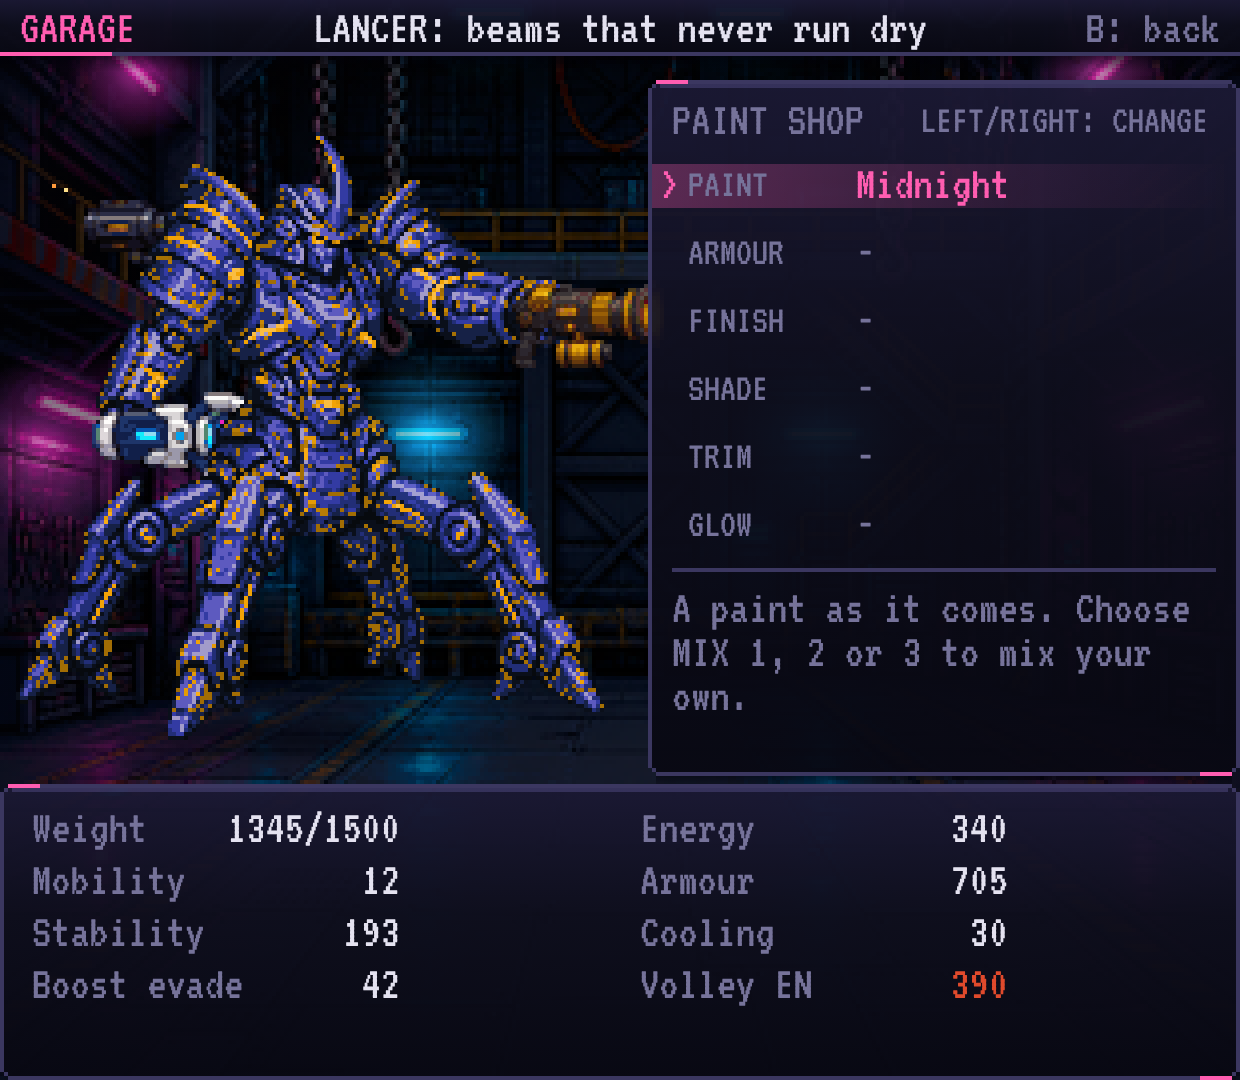 GARAGE LANCER: beams that never run dry B: back
PAINT SHOP LEFT/RIGHT: CHANGE
> PAINT Midnight
ARMOUR -
FINISH -
SHADE -
TRIM -
GLOW -
A paint as it comes. Choose
MIX 1, 2 or 3 to mix your
own.
Weight 1345/1500 Energy 340
Mobility 12 Armour 705
Stability 193 Cooling 30
Boost evade 42 Volley EN 390